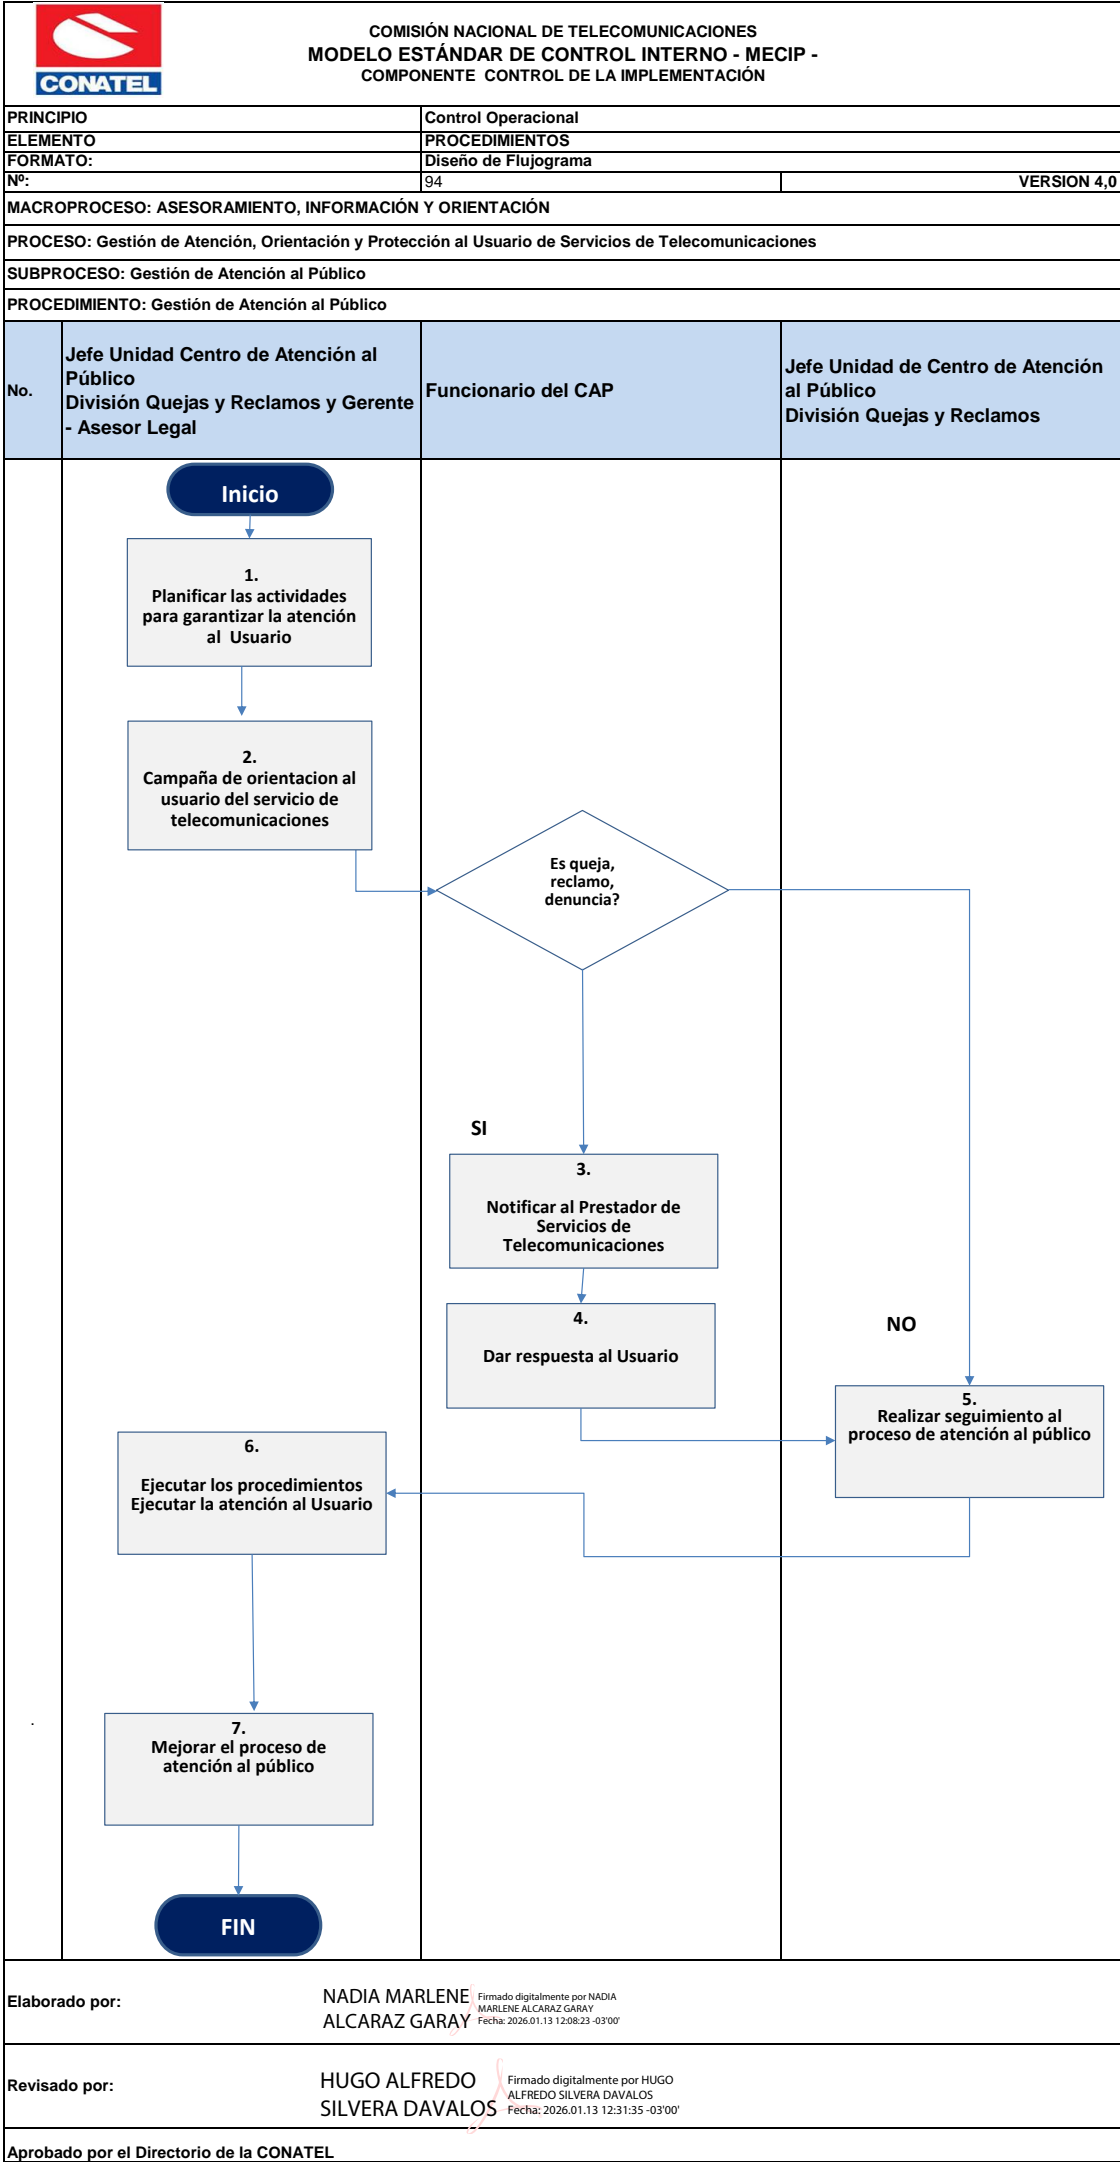 CONATEL
COMISIÓN NACIONAL DE TELECOMUNICACIONES
MODELO ESTÁNDAR DE CONTROL INTERNO - MECIP -
COMPONENTE CONTROL DE LA IMPLEMENTACIÓN
PRINCIPIO Control Operacional
ELEMENTO PROCEDIMIENTOS
FORMATO: Diseño de Flujograma
Nº: 94 VERSION 4,0
MACROPROCESO: ASESORAMIENTO, INFORMACIÓN Y ORIENTACIÓN
PROCESO: Gestión de Atención, Orientación y Protección al Usuario de Servicios de Telecomunicaciones
SUBPROCESO: Gestión de Atención al Público
PROCEDIMIENTO: Gestión de Atención al Público
No.
Jefe Unidad Centro de Atención al
Público
División Quejas y Reclamos y Gerente
- Asesor Legal
Funcionario del CAP
Jefe Unidad de Centro de Atención
al Público
División Quejas y Reclamos
Inicio
1.
Planificar las actividades
para garantizar la atención
al Usuario
2.
Campaña de orientacion al
usuario del servicio de
telecomunicaciones
Es queja,
reclamo,
denuncia?
SI
3.
Notificar al Prestador de
Servicios de
Telecomunicaciones
4.
Dar respuesta al Usuario
NO
5.
Realizar seguimiento al
proceso de atención al público
6.
Ejecutar los procedimientos
Ejecutar la atención al Usuario
.
7.
Mejorar el proceso de
atención al público
FIN
Elaborado por:
NADIA MARLENE
ALCARAZ GARAY
Firmado digitalmente por NADIA
MARLENE ALCARAZ GARAY
Fecha: 2026.01.13 12:08:23 -03'00'
Revisado por:
HUGO ALFREDO
SILVERA DAVALOS
Firmado digitalmente por HUGO
ALFREDO SILVERA DAVALOS
Fecha: 2026.01.13 12:31:35 -03'00'
Aprobado por el Directorio de la CONATEL